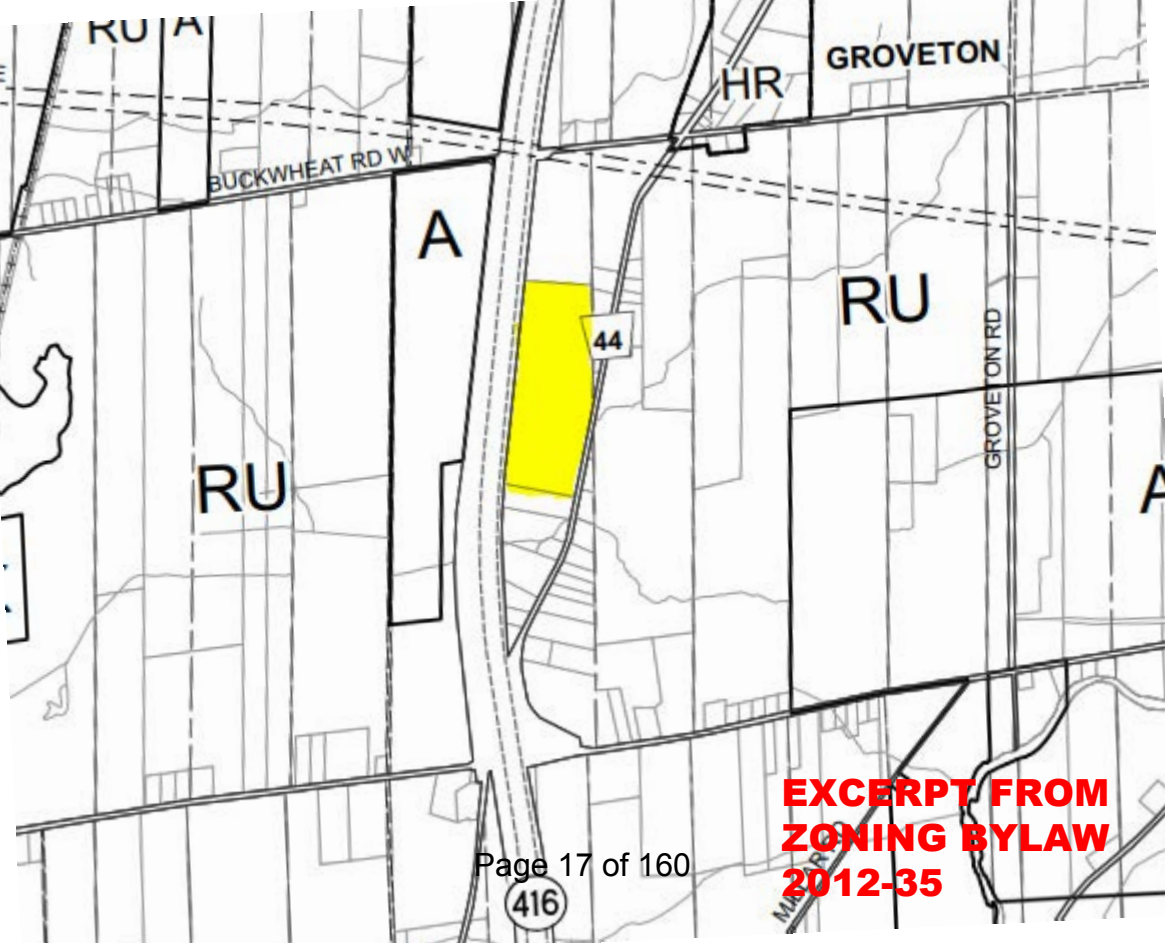 RU A
GROVETON
HR
BUCKWHEAT RD W
A
RU
44
GROVETON RD
RU
A
EXCERPT FROM
ZONING BYLAW
2012-35
Page 17 of 160
416